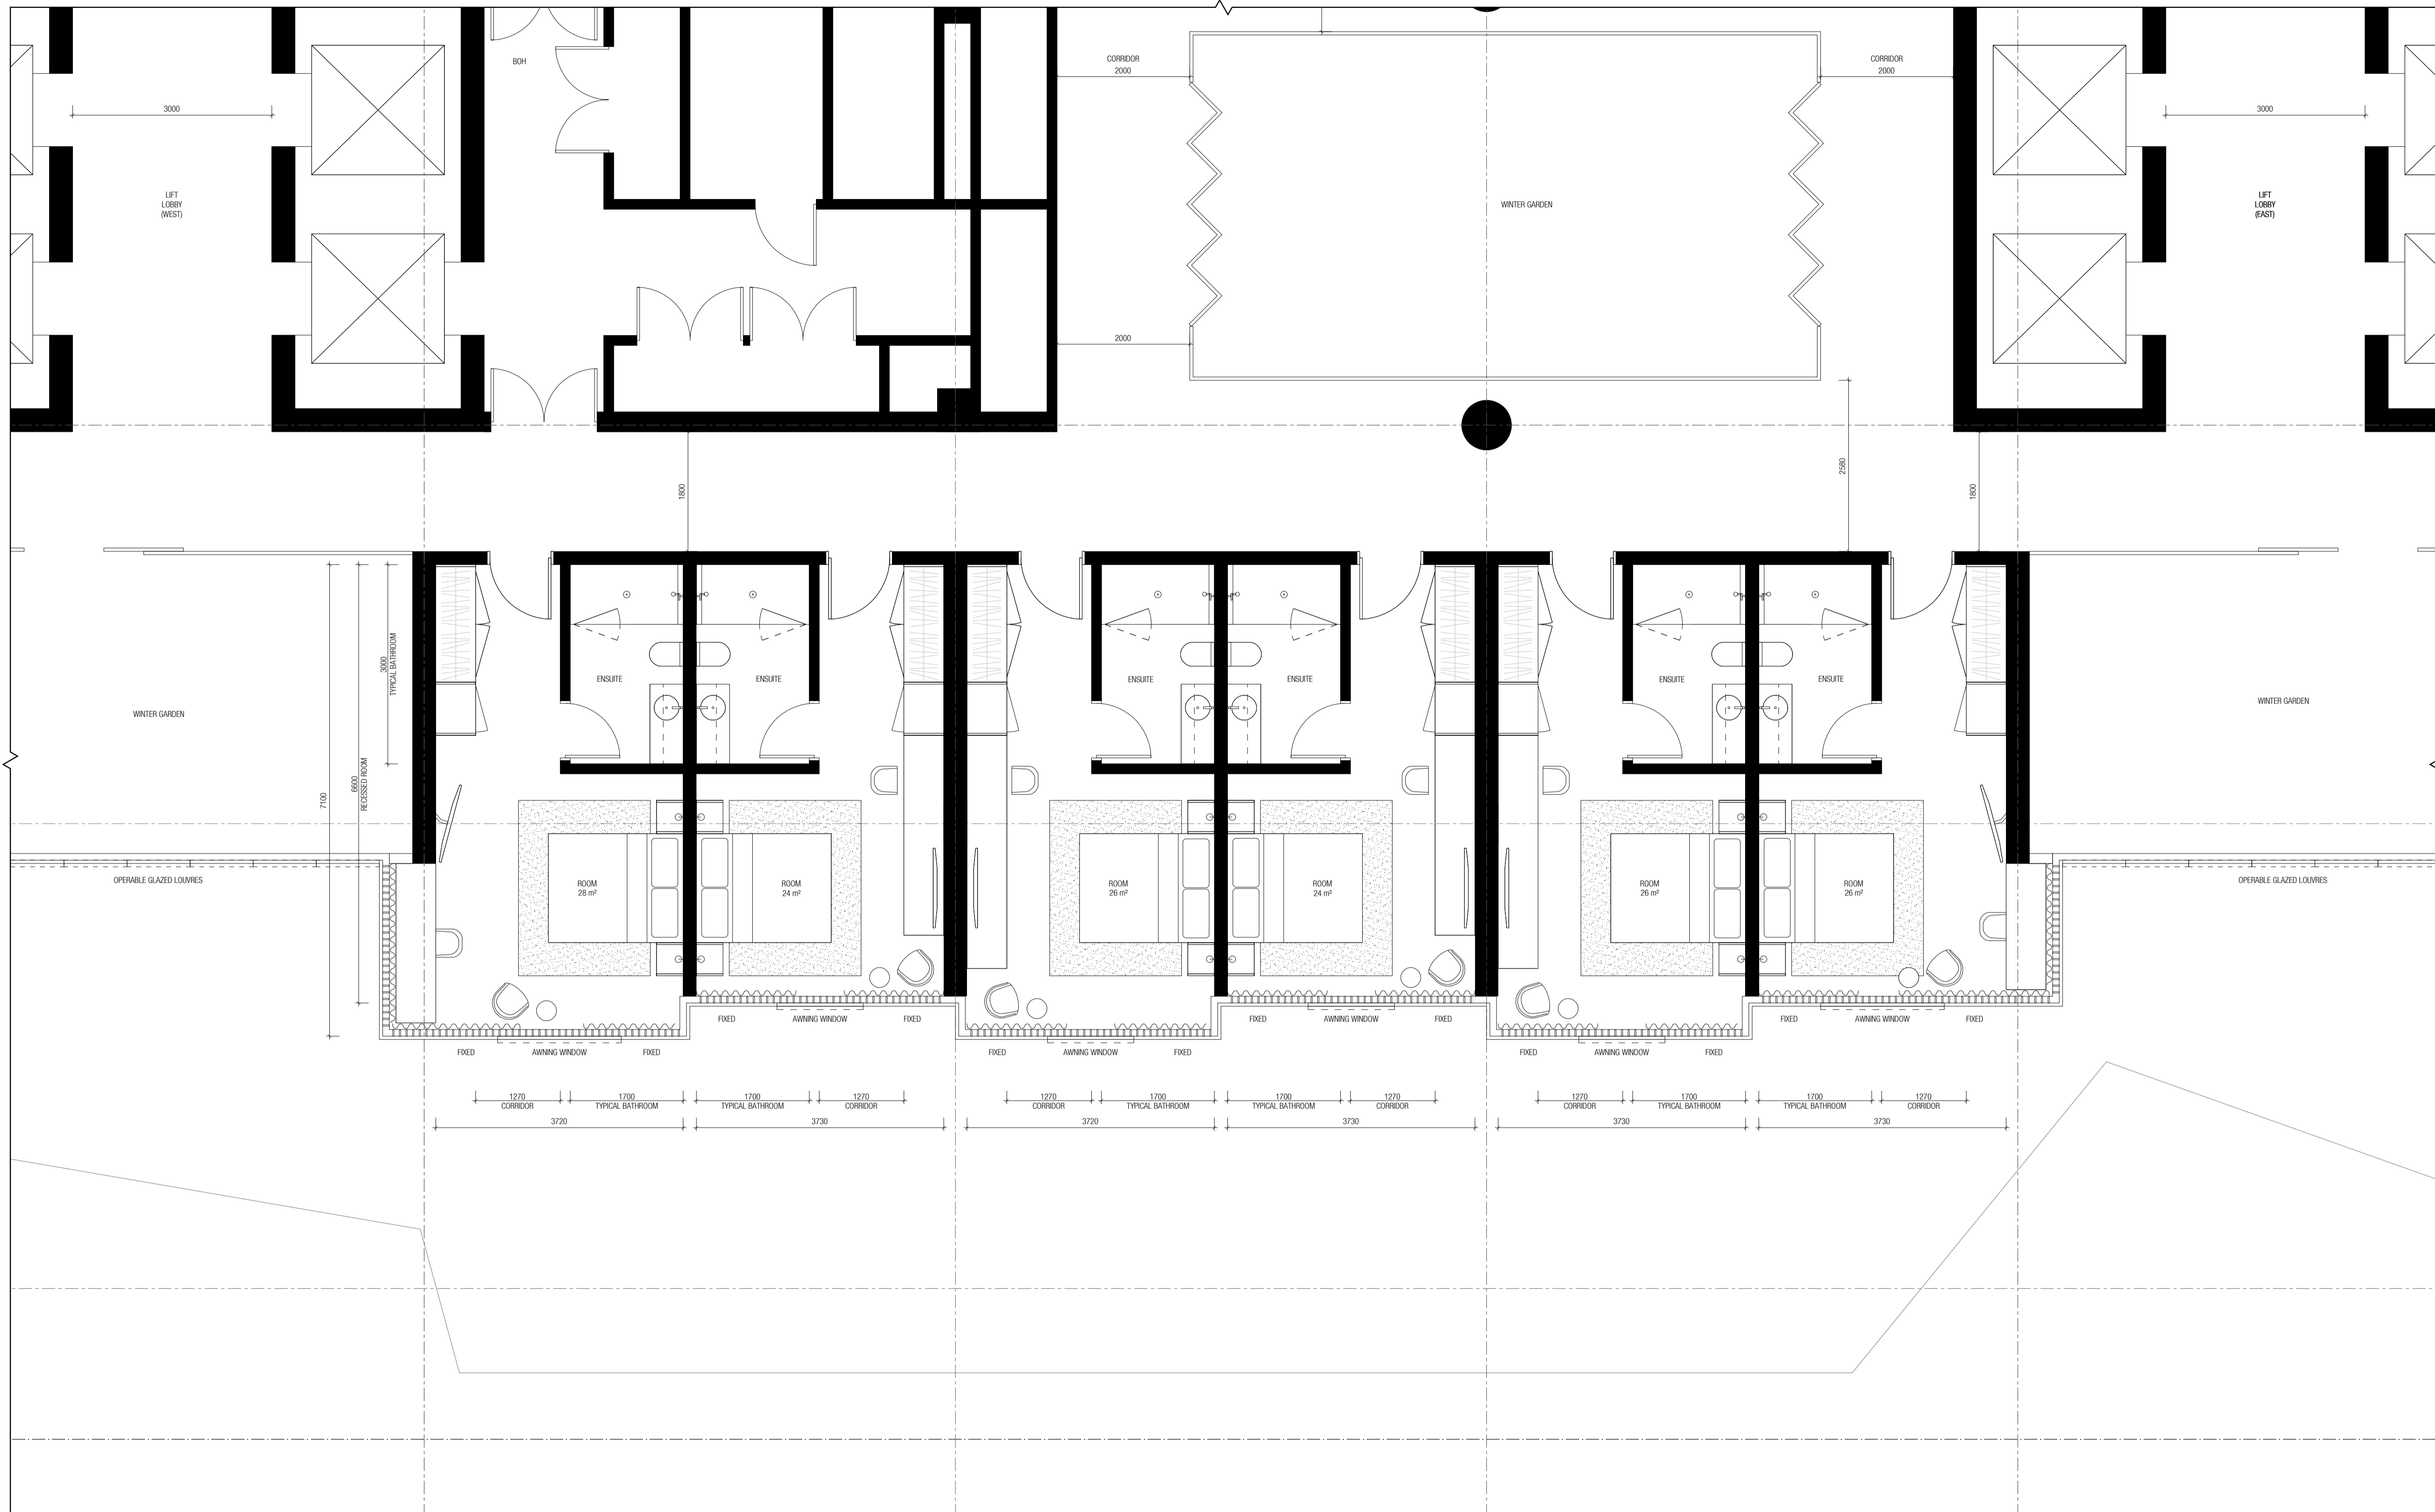 BOH
CORRIDOR
2000
CORRIDOR
2000
3000
3000
LIFT
LOBBY
(WEST)
WINTER GARDEN
LIFT
LOBBY
(EAST)
2000
1800
2580
1800
3000
TYPICAL BATHROOM
6600
RECESSED ROOM
7100
ENSUITE
ENSUITE
ENSUITE
ENSUITE
ENSUITE
ENSUITE
WINTER GARDEN
WINTER GARDEN
OPERABLE GLAZED LOUVRES
OPERABLE GLAZED LOUVRES
ROOM
28 m²
ROOM
24 m²
ROOM
26 m²
ROOM
24 m²
ROOM
26 m²
ROOM
26 m²
FIXED
AWNING WINDOW
FIXED
FIXED
AWNING WINDOW
FIXED
FIXED
AWNING WINDOW
FIXED
FIXED
AWNING WINDOW
FIXED
FIXED
AWNING WINDOW
FIXED
FIXED
AWNING WINDOW
FIXED
1270
CORRIDOR
1700
TYPICAL BATHROOM
1700
TYPICAL BATHROOM
1270
CORRIDOR
1270
CORRIDOR
1700
TYPICAL BATHROOM
1700
TYPICAL BATHROOM
1270
CORRIDOR
1270
CORRIDOR
1700
TYPICAL BATHROOM
1700
TYPICAL BATHROOM
1270
CORRIDOR
3720
3730
3720
3730
3730
3730